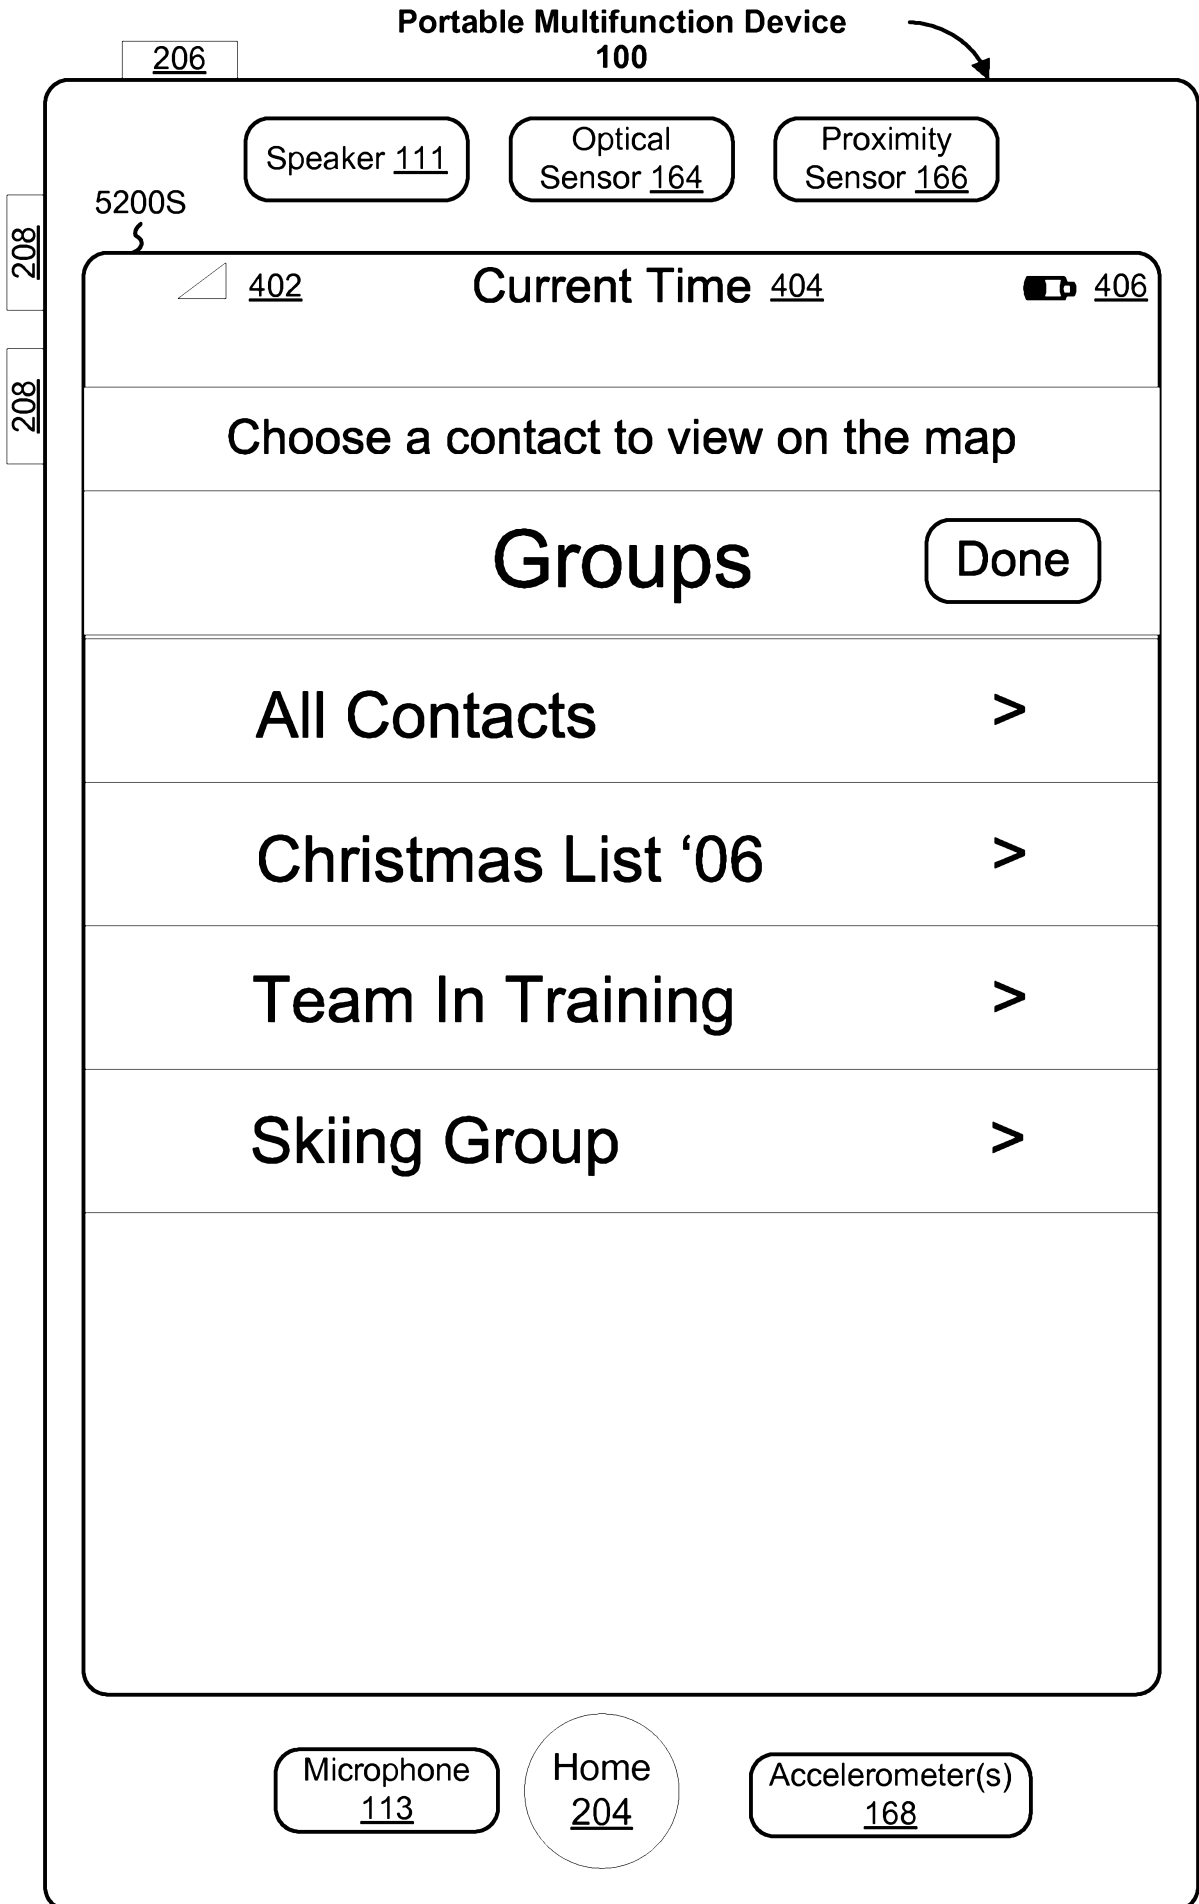 Portable Multifunction Device
100
206
Speaker 111
Optical
Sensor 164
Proximity
Sensor 166
5200S
208
402
Current Time 404
406
208
Choose a contact to view on the map
Groups
Done
All Contacts >
Christmas List ‘06 >
Team In Training >
Skiing Group >
Microphone
113
Home
204
Accelerometer(s)
168